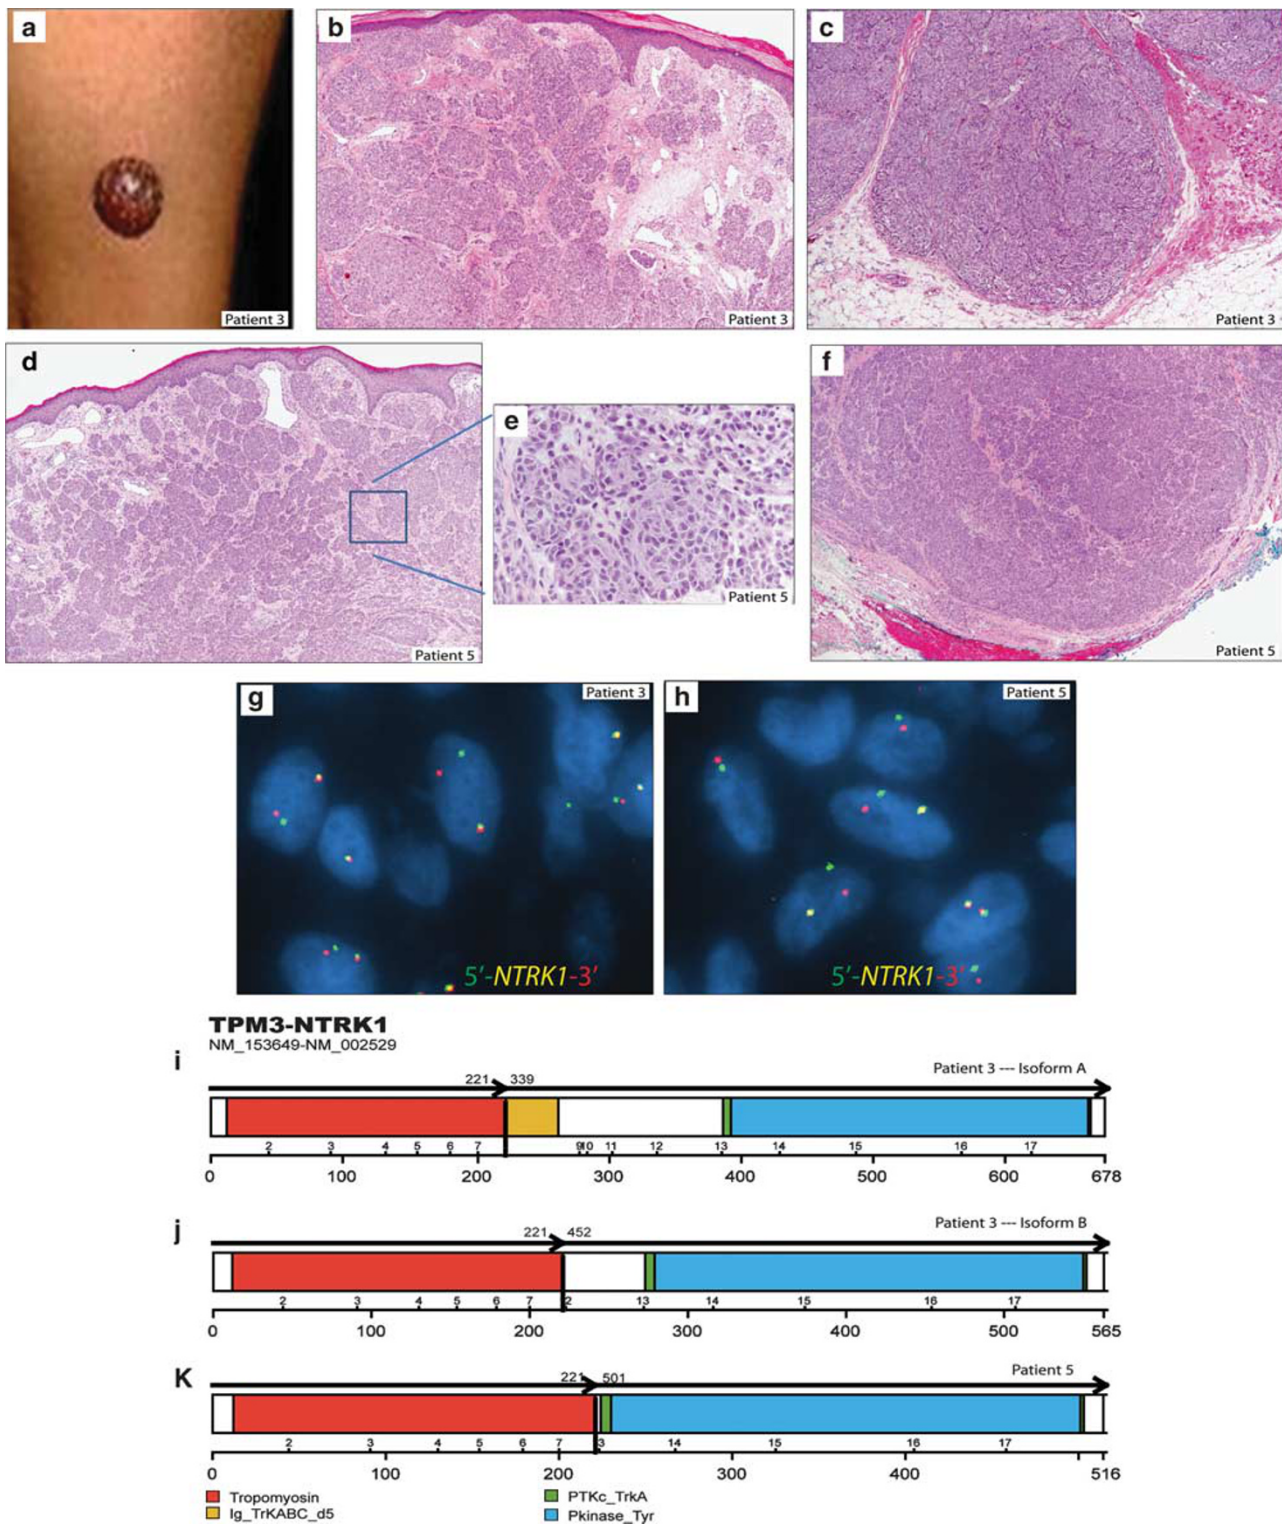 a
Patient 3
b
Patient 3
c
Patient 3
d
Patient 5
e
Patient 5
f
Patient 5
g
Patient 3
5'-NTRK1-3'
h
Patient 5
5'-NTRK1-3'
TPM3-NTRK1
NM_153649-NM_002529
i
Patient 3 --- Isoform A
221 339
2 3 4 5 6 7 9 10 11 12 13 14 15 16 17
0 100 200 300 400 500 600 678
j
Patient 3 --- Isoform B
221 452
2 3 4 5 6 7 2 13 14 15 16 17
0 100 200 300 400 500 565
K
Patient 5
221 501
2 3 4 5 6 7 3 14 15 16 17
0 100 200 300 400 516
Tropomyosin
Ig_TrKABC_d5
PTKc_TrkA
Pkinase_Tyr